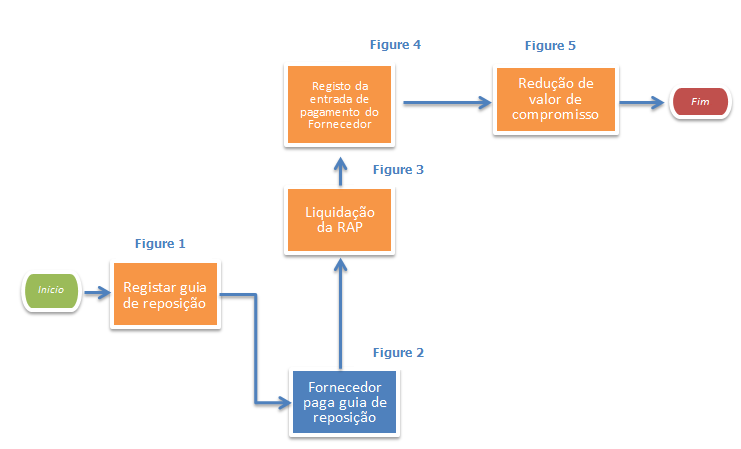 Início
Figure 1
Registar guia
de reposição
Figure 2
Fornecedor
paga guia de
reposição
Figure 3
Liquidação
da RAP
Figure 4
Registo da
entrada de
pagamento do
Fornecedor
Figure 5
Redução de
valor de
compromisso
Fim